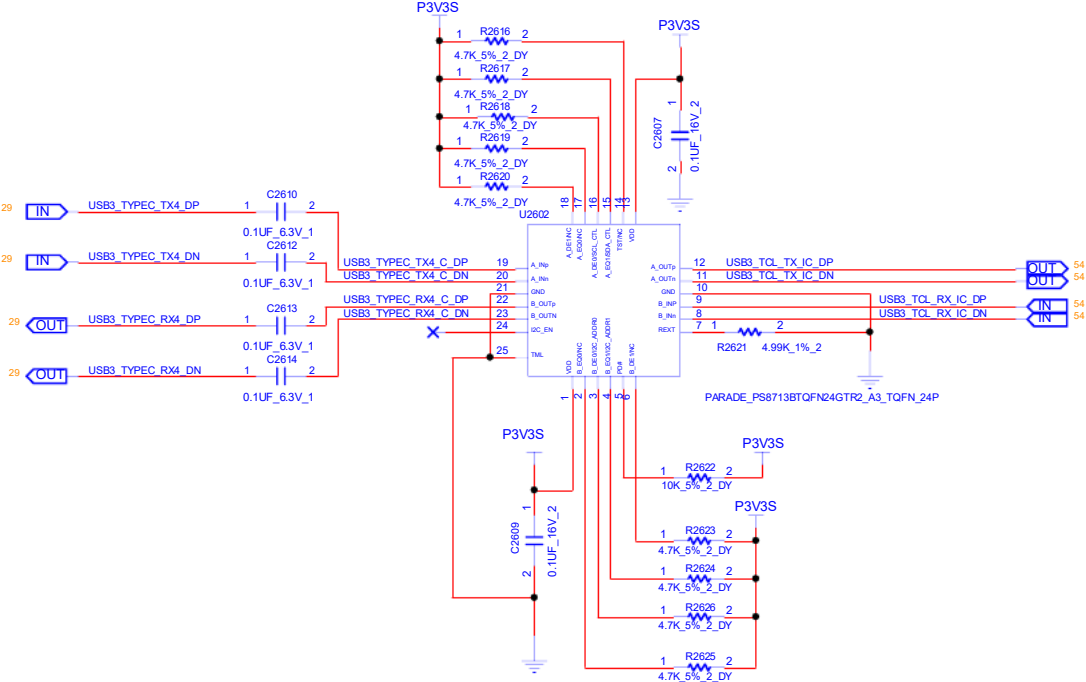 P3V3S
1 R2616 2
4.7K_5%_2_DY
1 R2617 2
4.7K_5%_2_DY
1 R2618 2
4.7K_5%_2_DY
1 R2619 2
4.7K_5%_2_DY
1 R2620 2
4.7K_5%_2_DY
P3V3S
1
C2607
0.1UF_16V_2
2
29 IN USB3_TYPEC_TX4_DP 1 C2610 2
0.1UF_6.3V_1
29 IN USB3_TYPEC_TX4_DN 1 C2612 2
0.1UF_6.3V_1
29 OUT USB3_TYPEC_RX4_DP 1 C2613 2
0.1UF_6.3V_1
29 OUT USB3_TYPEC_RX4_DN 1 C2614 2
0.1UF_6.3V_1
USB3_TYPEC_TX4_C_DP
USB3_TYPEC_TX4_C_DN
USB3_TYPEC_RX4_C_DP
USB3_TYPEC_RX4_C_DN
U2602
18 A_DE1/NC
17 A_EQ0/NC
16 A_DE0/SCL_CTL
15 A_EQ1/SDA_CTL
14 TST/NC
13 VDD
19 A_INp
20 A_INn
21 GND
22 B_OUTp
23 B_OUTN
24 I2C_EN
25 TML
A_OUTp 12
A_OUTn 11
GND 10
B_INP 9
B_INn 8
REXT 7
1 VDD
2 B_EQ0/NC
3 B_DE0/I2C_ADDR0
4 B_EQ1/I2C_ADDR1
5 PD#
6 B_DE1/NC
USB3_TCL_TX_IC_DP OUT 54
USB3_TCL_TX_IC_DN OUT 54
USB3_TCL_RX_IC_DP IN 54
USB3_TCL_RX_IC_DN IN 54
1 2
R2621 4.99K_1%_2
PARADE_PS8713BTQFN24GTR2_A3_TQFN_24P
P3V3S
1
C2609
0.1UF_16V_2
2
P3V3S
1 R2622 2
10K_5%_2_DY
P3V3S
1 R2623 2
4.7K_5%_2_DY
1 R2624 2
4.7K_5%_2_DY
1 R2626 2
4.7K_5%_2_DY
1 R2625 2
4.7K_5%_2_DY